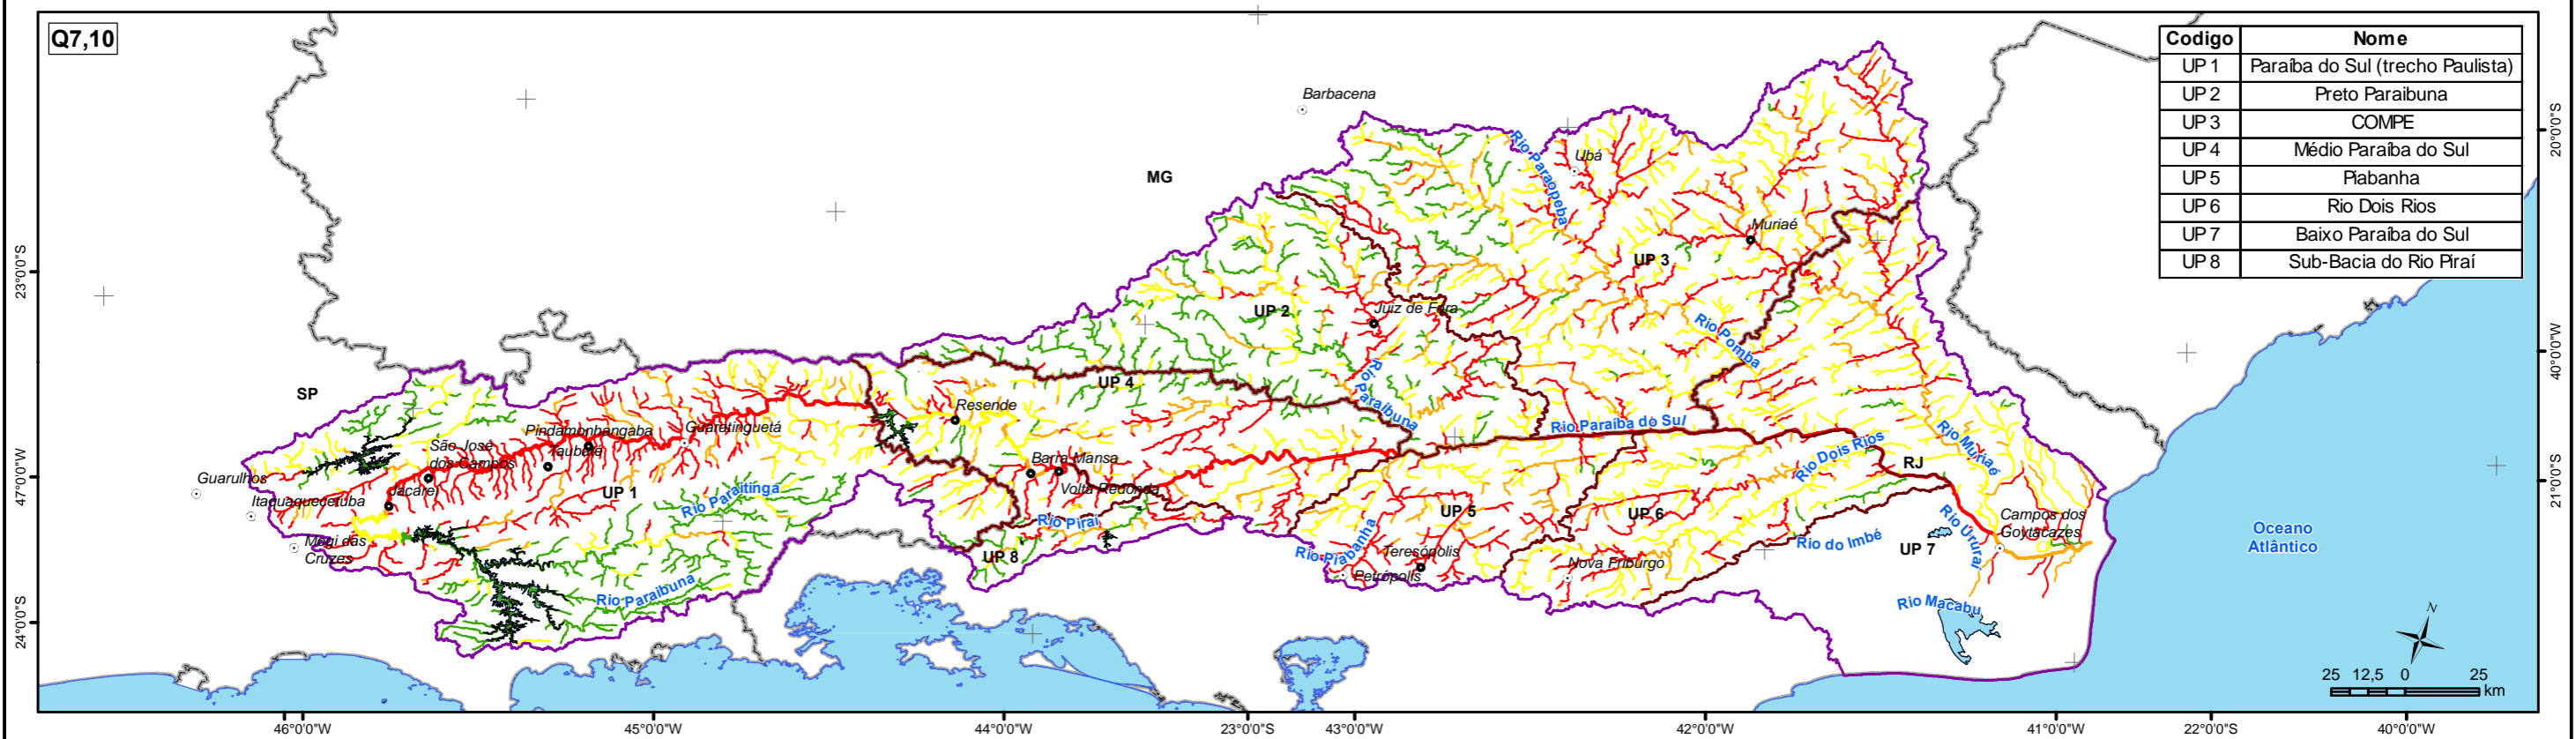 Q7,10
Codigo Nome
UP 1 Paraíba do Sul (trecho Paulista)
UP 2 Preto Paraibuna
UP 3 COMPE
UP 4 Médio Paraíba do Sul
UP 5 Piabanha
UP 6 Rio Dois Rios
UP 7 Baixo Paraíba do Sul
UP 8 Sub-Bacia do Rio Piraí
Barbacena
20°0'0"S
Rio Paraopeba
Ubá
MG
Muriaé
23°0'0"S
UP 3
UP 2
Juiz de Fora
Rio Pomba
40°0'0"W
UP 4
Rio Paraibuna
SP
Resende
Rio Paraíba do Sul
Pindamonhangaba
Guaratinguetá
São José
dos Campos
Taubaté
Rio Dois Rios
Rio Muriaé
Barra Mansa
RJ
Guarulhos
47°0'0"W
21°0'0"S
Itaquaquecetuba
Jacareí
UP 1
Rio Paraitinga
Volta Redonda
Rio Piraí
UP 5
UP 6
Rio Ururaí
Campos dos
Goytacazes
Oceano
Atlântico
Mogi das
Cruzes
UP 8
Rio Piabanha
Teresópolis
Petrópolis
Nova Friburgo
Rio do Imbé
UP 7
Rio Paraibuna
Rio Macabu
24°0'0"S
N
25 12,5 0 25
km
46°0'0"W 45°0'0"W 44°0'0"W 23°0'0"S 43°0'0"W 42°0'0"W 41°0'0"W 22°0'0"S 40°0'0"W